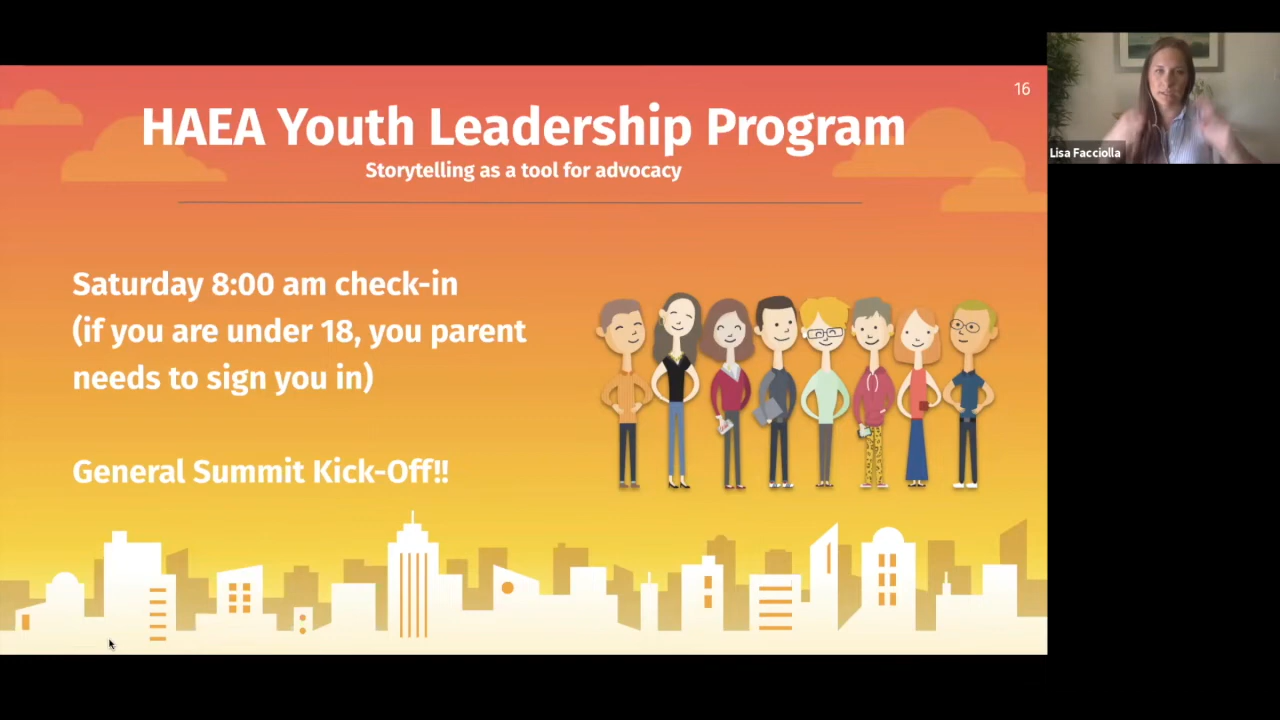 16
HAEA Youth Leadership Program
Storytelling as a tool for advocacy
Saturday 8:00 am check-in
(if you are under 18, you parent
needs to sign you in)
General Summit Kick-Off!!
Lisa Facciolla